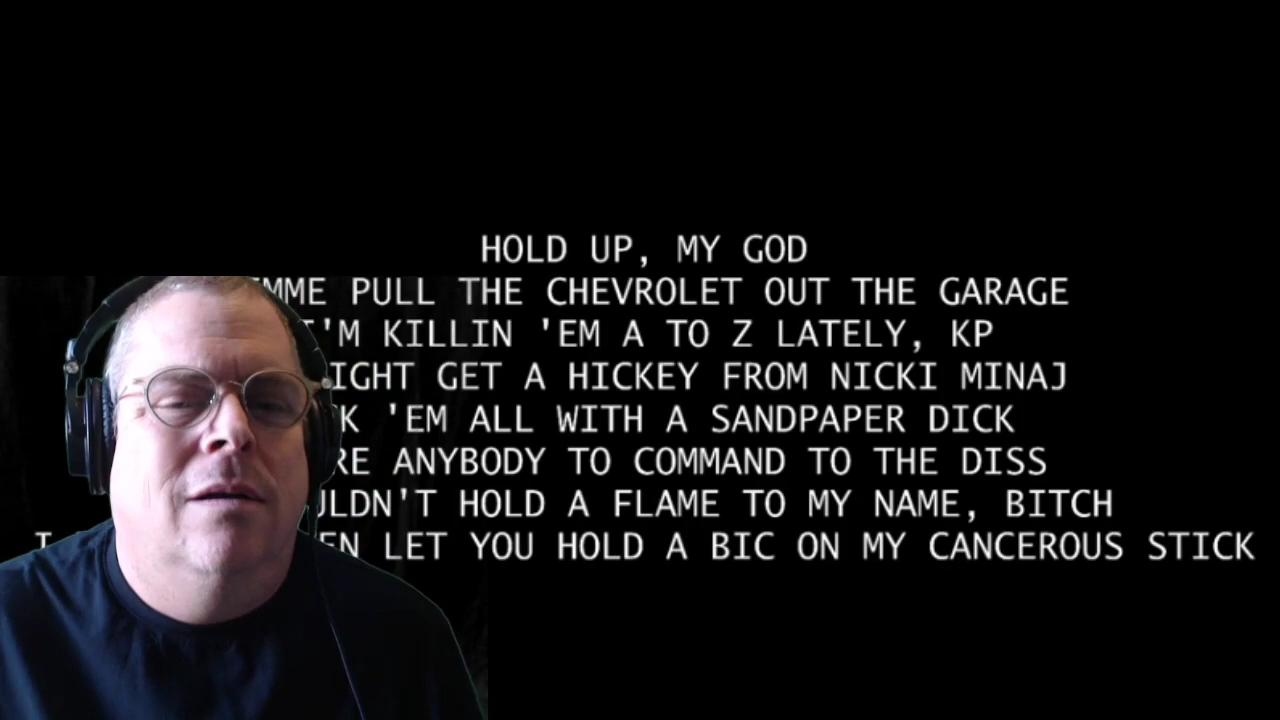 HOLD UP, MY GOD
MME PULL THE CHEVROLET OUT THE GARAGE
I'M KILLIN 'EM A TO Z LATELY, KP
IGHT GET A HICKEY FROM NICKI MINAJ
K 'EM ALL WITH A SANDPAPER DICK
RE ANYBODY TO COMMAND TO THE DISS
ULDN'T HOLD A FLAME TO MY NAME, BITCH
I EN LET YOU HOLD A BIC ON MY CANCEROUS STICK